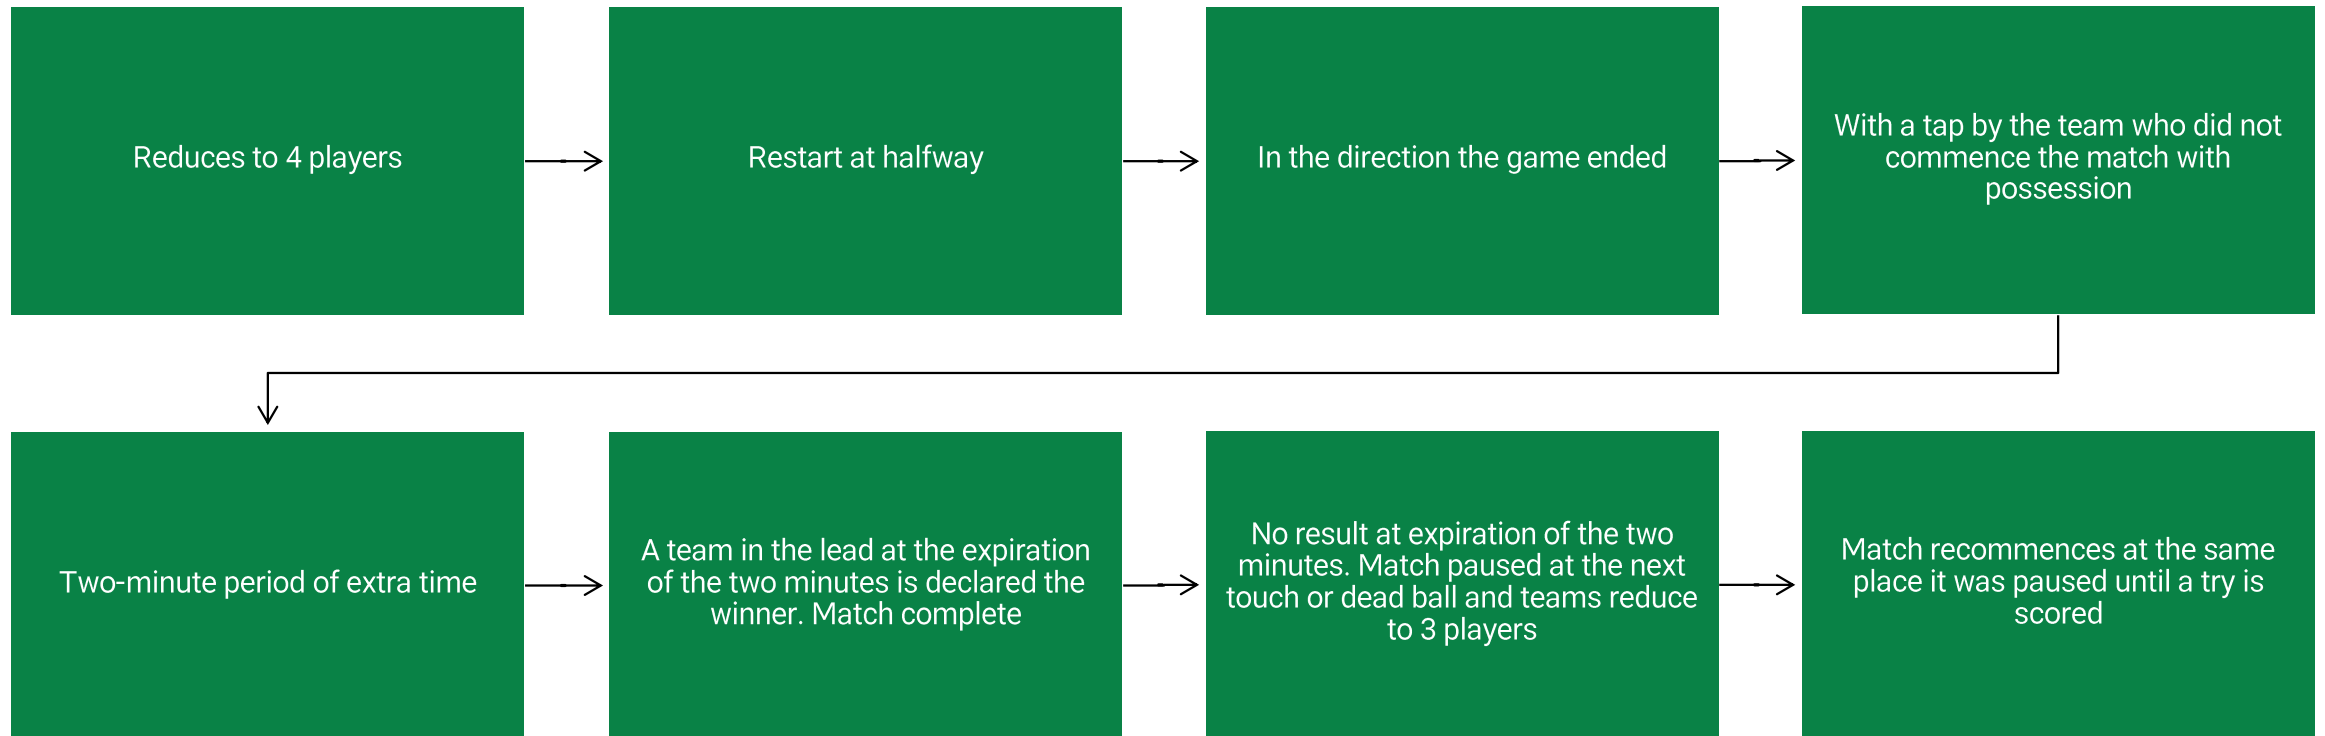 Reduces to 4 players
Restart at halfway
In the direction the game ended
With a tap by the team who did not
commence the match with
possession
Two-minute period of extra time
A team in the lead at the expiration
of the two minutes is declared the
winner. Match complete
No result at expiration of the two
minutes. Match paused at the next
touch or dead ball and teams reduce
to 3 players
Match recommences at the same
place it was paused until a try is
scored